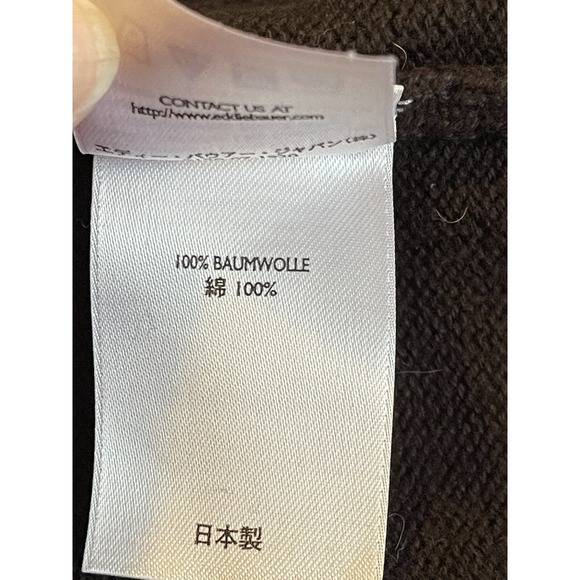 CONTACT US AT
http://www.eddiebauer.com
エディー・バウアー・ジャパン(株)
100% BAUMWOLLE
綿 100%
日本製